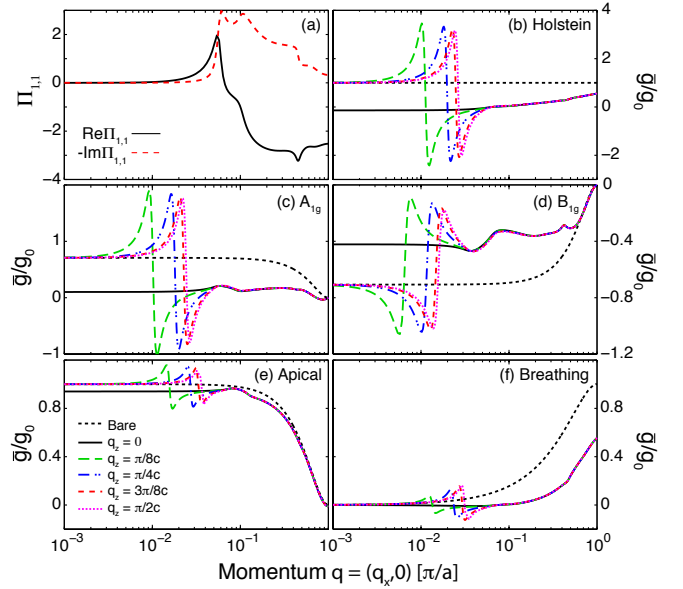 (a)
2
0
-2
-4
Π1,1
ReΠ1,1
-ImΠ1,1
(b) Holstein
4
2
0
-2
-4
g̅/g0
(c) A1g
1
0
-1
g̅/g0
(d) B1g
0
-0.4
-0.8
-1.2
g̅/g0
(e) Apical
0.8
0.4
0
g̅/g0
Bare
qz = 0
qz = π/8c
qz = π/4c
qz = 3π/8c
qz = π/2c
(f) Breathing
1.2
0.8
0.4
0
g̅/g0
10−3 10−2 10−1 10−3 10−2 10−1 100
Momentum q = (qx,0) [π/a]